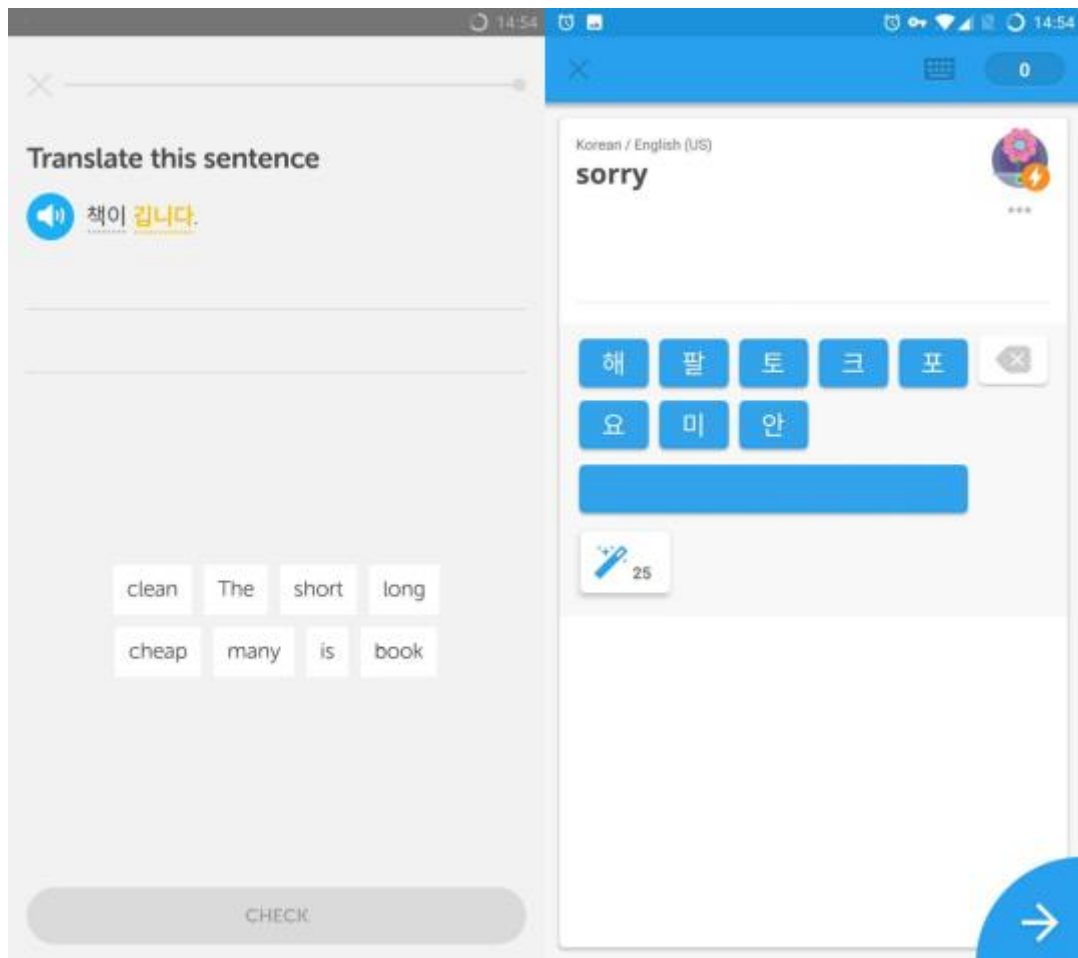 14:54
Translate this sentence
책이 깁니다.
clean The short long
cheap many is book
CHECK
14:54
0
Korean / English (US)
sorry
해 팔 토 크 포
요 미 안
25